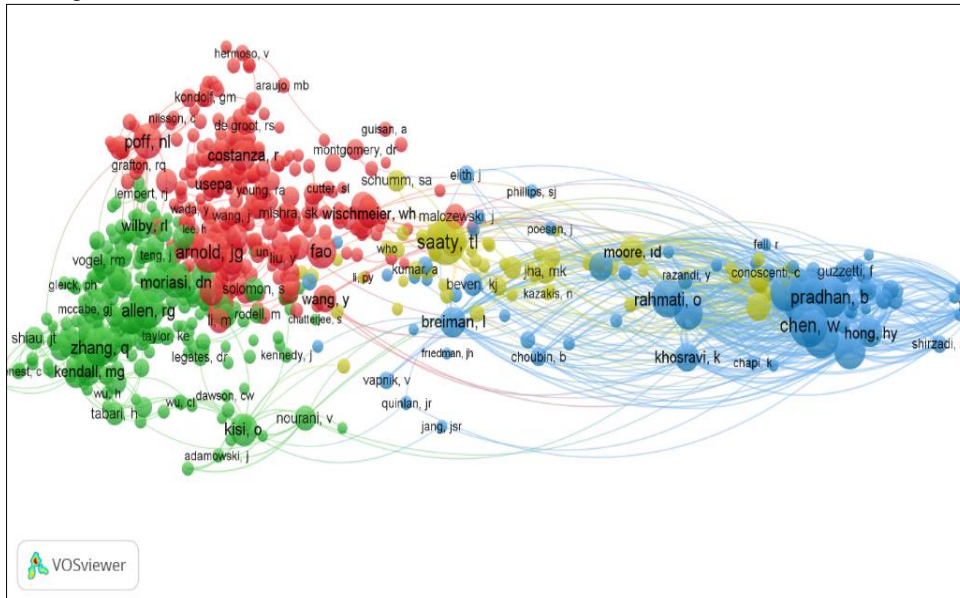 hermoso, v
araujo, mb
kondolf, gm
nilsson, c
de groot, rs
guisan, a
poff, nl
costanza, r
montgomery, dr
grafton, rq
elith, j
schumm, sa
usepa
young, ra
cutter, sl
phillips, sj
lempert, rj
wada, y
wang, j
mishra, sk
wischmeier, wh
malczewski, j
wilby, rl
lee, h
poesen, j
vogel, rm
teng, j
arnold, jg
un
liu, y
fao
who
saaty, tl
moore, id
fell, r
gleick, ph
moriasi, dn
solomon, s
li, py
kumar, a
beven, kj
jha, mk
razandi, y
conoscenti, c
guzzetti, f
kazakis, n
mccabe, gj
allen, rg
li, m
rodell, m
wang, y
rahmati, o
pradhan, b
chatterjee, s
breiman, l
chen, w
hong, hy
shiau, jt
zhang, q
taylor, ke
legates, dr
kennedy, j
friedman, jh
choubin, b
khosravi, k
chapi, k
shirzadi,
enest, c
kendall, mg
vapnik, v
wu, h
wu, cl
dawson, cw
quinlan, jr
tabari, h
kisi, o
nourani, v
jang, jsr
adamowski, j
VOSviewer